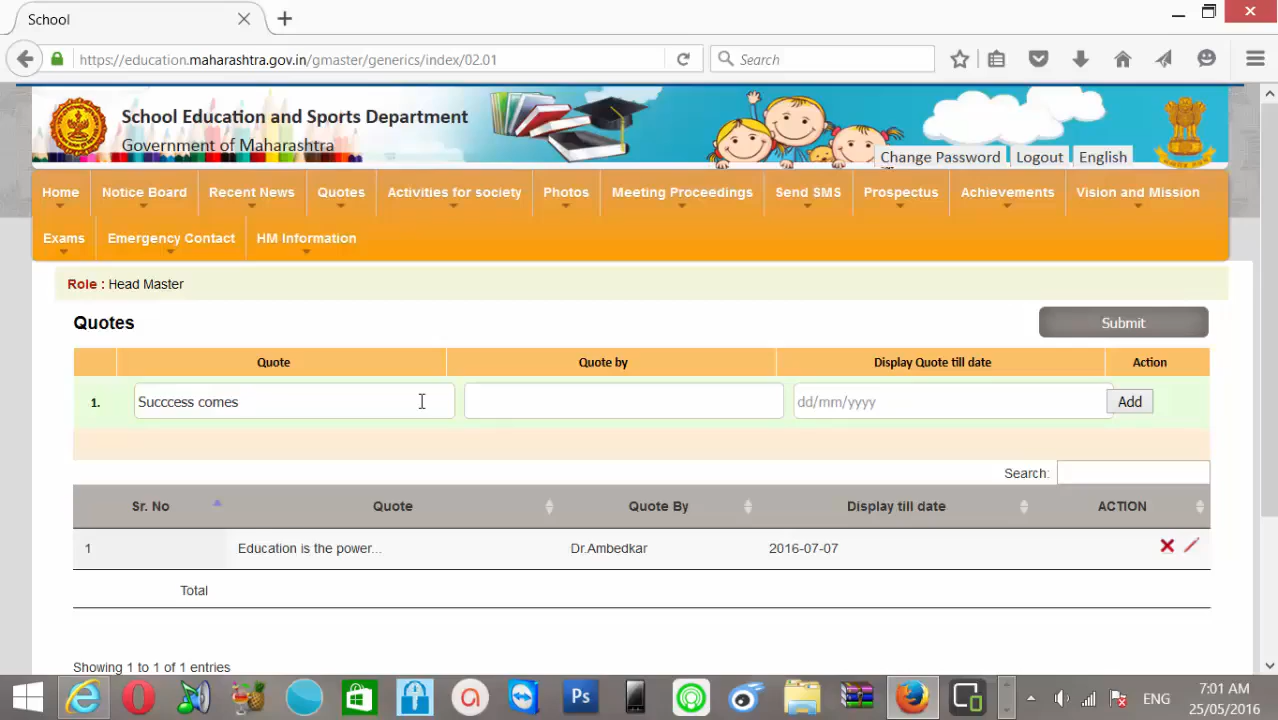 School
https://education.maharashtra.gov.in/gmaster/generics/index/02.01
Search
School Education and Sports Department
Government of Maharashtra
Change Password Logout English
Home Notice Board Recent News Quotes Activities for society Photos Meeting Proceedings Send SMS Prospectus Achievements Vision and Mission
Exams Emergency Contact HM Information
Role : Head Master
Quotes Submit
Quote Quote by Display Quote till date Action
1. Succcess comes dd/mm/yyyy Add
Search:
Sr. No Quote Quote By Display till date ACTION
1 Education is the power... Dr.Ambedkar 2016-07-07
Total
Showing 1 to 1 of 1 entries
Ps ENG 7:01 AM
25/05/2016